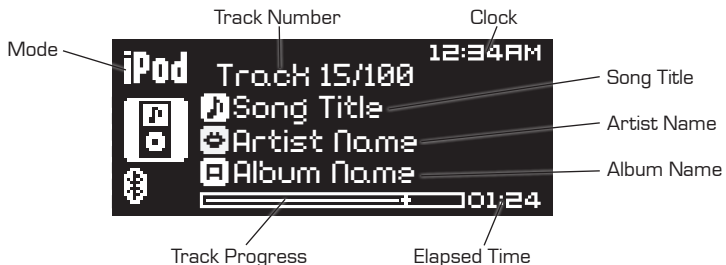 Track Number
Clock
Mode
iPod
12:34AM
Track 15/100
Song Title
Song Title
Artist Name
Artist Name
Album Name
Album Name
01:24
Track Progress
Elapsed Time